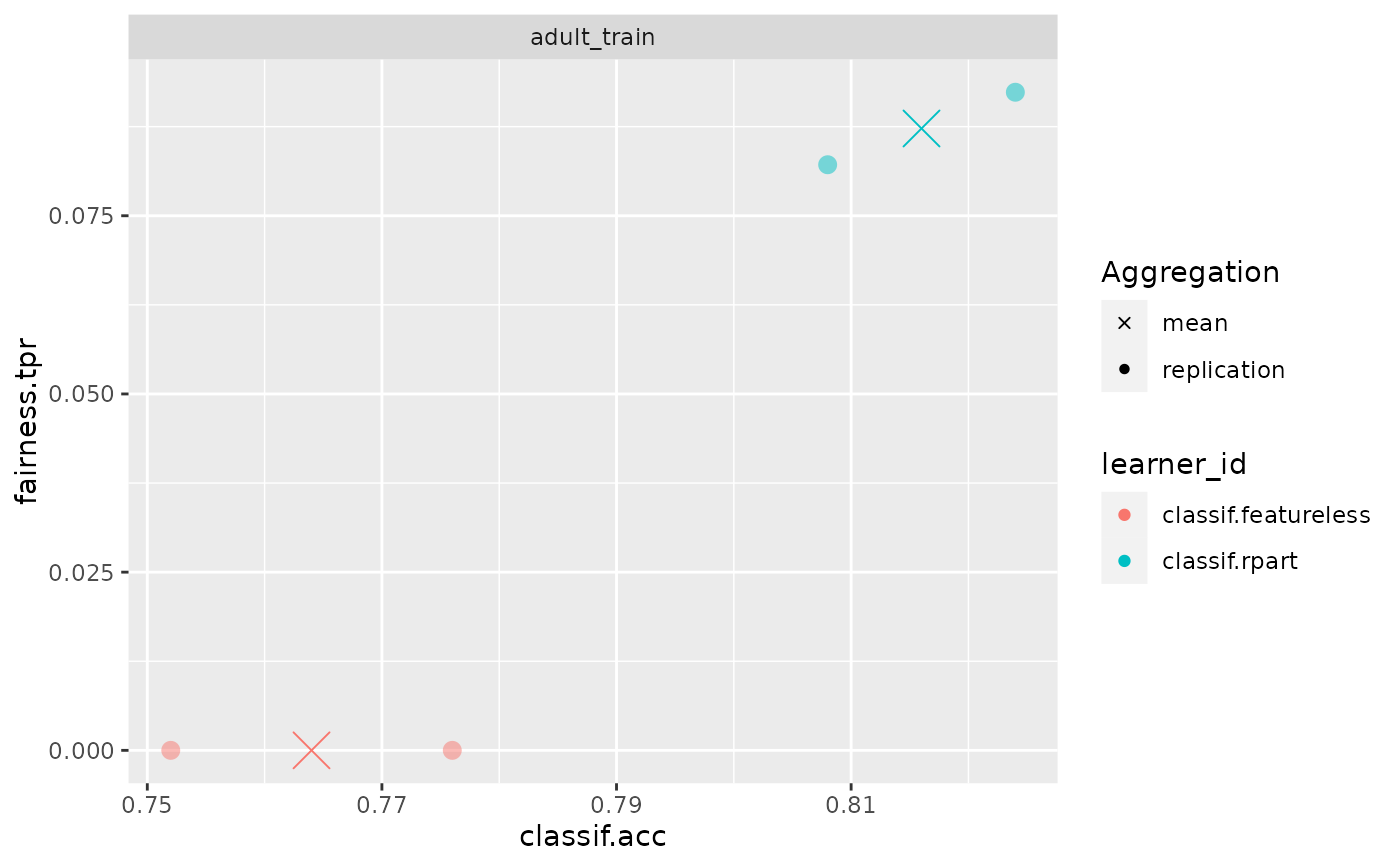 adult_train
0.075
0.050
0.025
0.000
fairness.tpr
0.75 0.77 0.79 0.81
classif.acc
Aggregation
mean
replication
learner_id
classif.featureless
classif.rpart